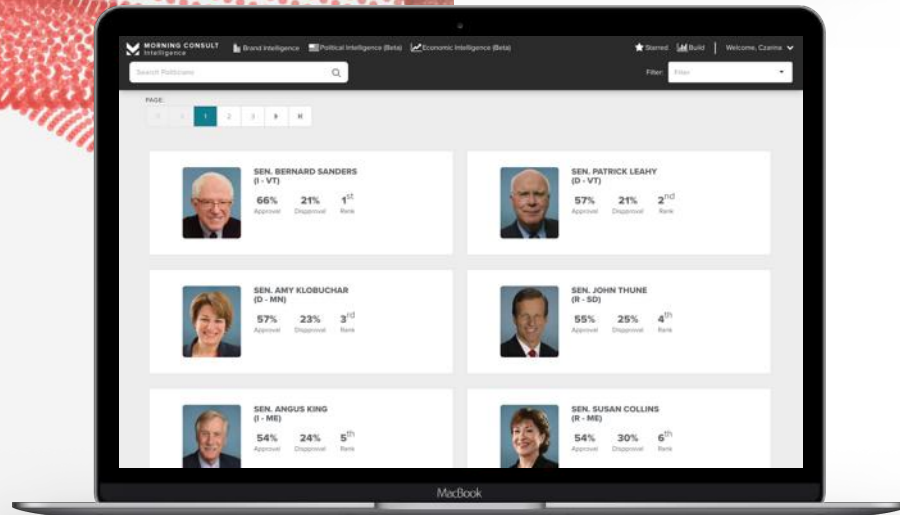 MORNING CONSULT
Intelligence
Brand Intelligence
Political Intelligence (Beta)
Economic Intelligence (Beta)
Starred
Build
Welcome, Czarina
Search Politicians
Filter:
Filter
PAGE:
1
2
3
SEN. BERNARD SANDERS
(I - VT)
66% 21% 1st
Approval Disapproval Rank
SEN. PATRICK LEAHY
(D - VT)
57% 21% 2nd
Approval Disapproval Rank
SEN. AMY KLOBUCHAR
(D - MN)
57% 23% 3rd
Approval Disapproval Rank
SEN. JOHN THUNE
(R - SD)
55% 25% 4th
Approval Disapproval Rank
SEN. ANGUS KING
(I - ME)
54% 24% 5th
Approval Disapproval Rank
SEN. SUSAN COLLINS
(R - ME)
54% 30% 6th
Approval Disapproval Rank
MacBook